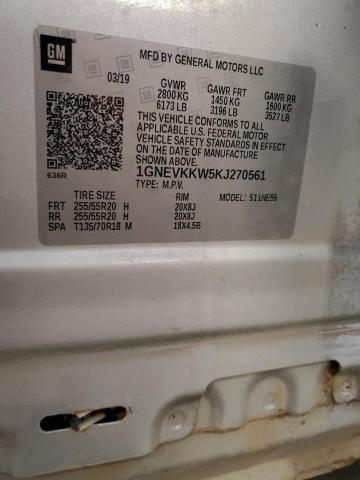 GM
MFD BY GENERAL MOTORS LLC
03/19
GVWR GAWR FRT GAWR RR
2800 KG 1450 KG 1600 KG
6173 LB 3196 LB 3527 LB
THIS VEHICLE CONFORMS TO ALL APPLICABLE
U.S. FEDERAL MOTOR
VEHICLE SAFETY STANDARDS IN EFFECT
ON THE DATE OF MANUFACTURE
SHOWN ABOVE.
636R
1GNEVKKW5KJ270561
TYPE: M.P.V. MODEL: 511NE56
TIRE SIZE RIM
FRT 255/55R20 H 20X8J
RR 255/55R20 H 20X8J
SPA T135/70R18 M 18X4.5B